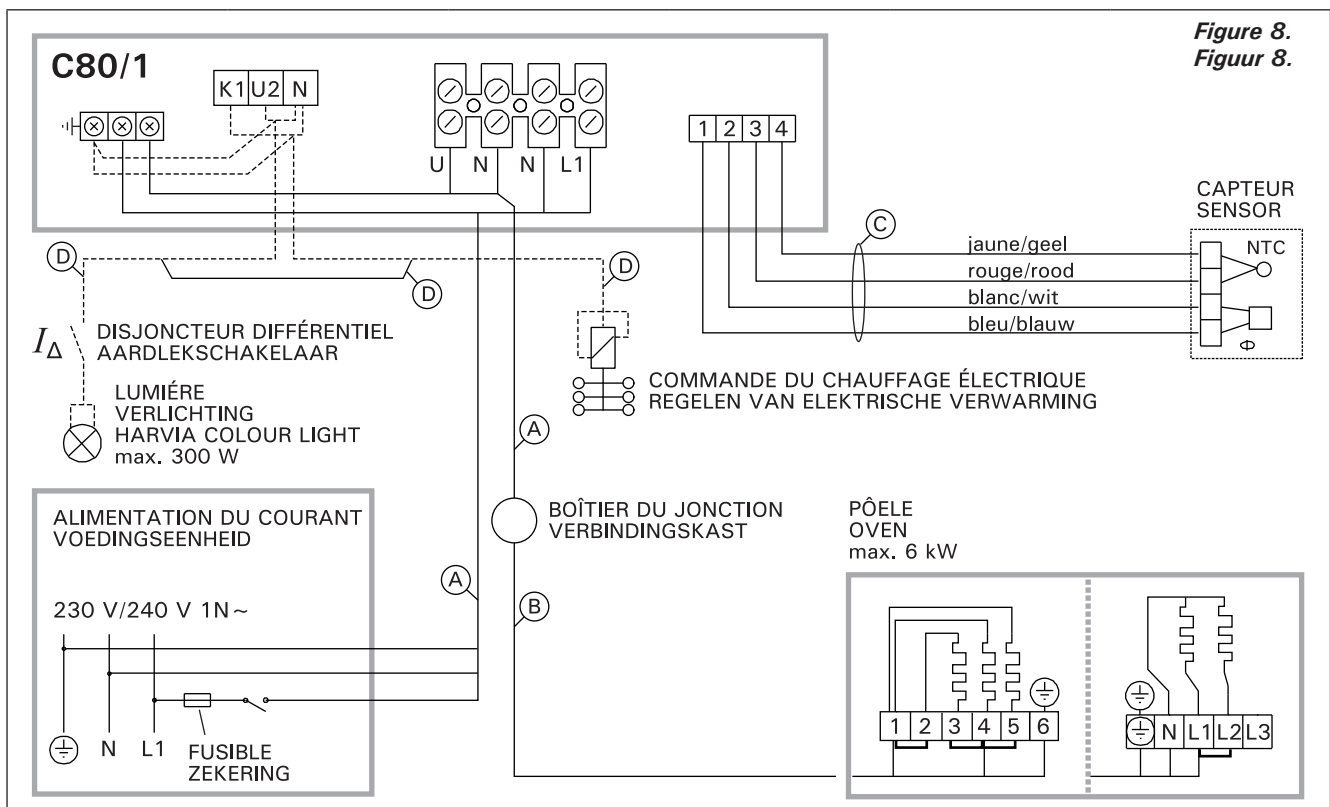 Figure 8.
Figuur 8.
C80/1
K1 U2 N
U N N L1
1 2 3 4
CAPTEUR
SENSOR
NTC
C
jaune/geel
rouge/rood
blanc/wit
bleu/blauw
D
D
D
I∆
DISJONCTEUR DIFFÉRENTIEL
AARDLEKSCHAKELAAR
LUMIÉRE
VERLICHTING
HARVIA COLOUR LIGHT
max. 300 W
COMMANDE DU CHAUFFAGE ÉLECTRIQUE
REGELEN VAN ELEKTRISCHE VERWARMING
A
BOÎTIER DU JONCTION
VERBINDINGSKAST
A
B
ALIMENTATION DU COURANT
VOEDINGSEENHEID
230 V/240 V 1N~
N L1
FUSIBLE
ZEKERING
PÔELE
OVEN
max. 6 kW
1 2 3 4 5 6
N L1 L2 L3